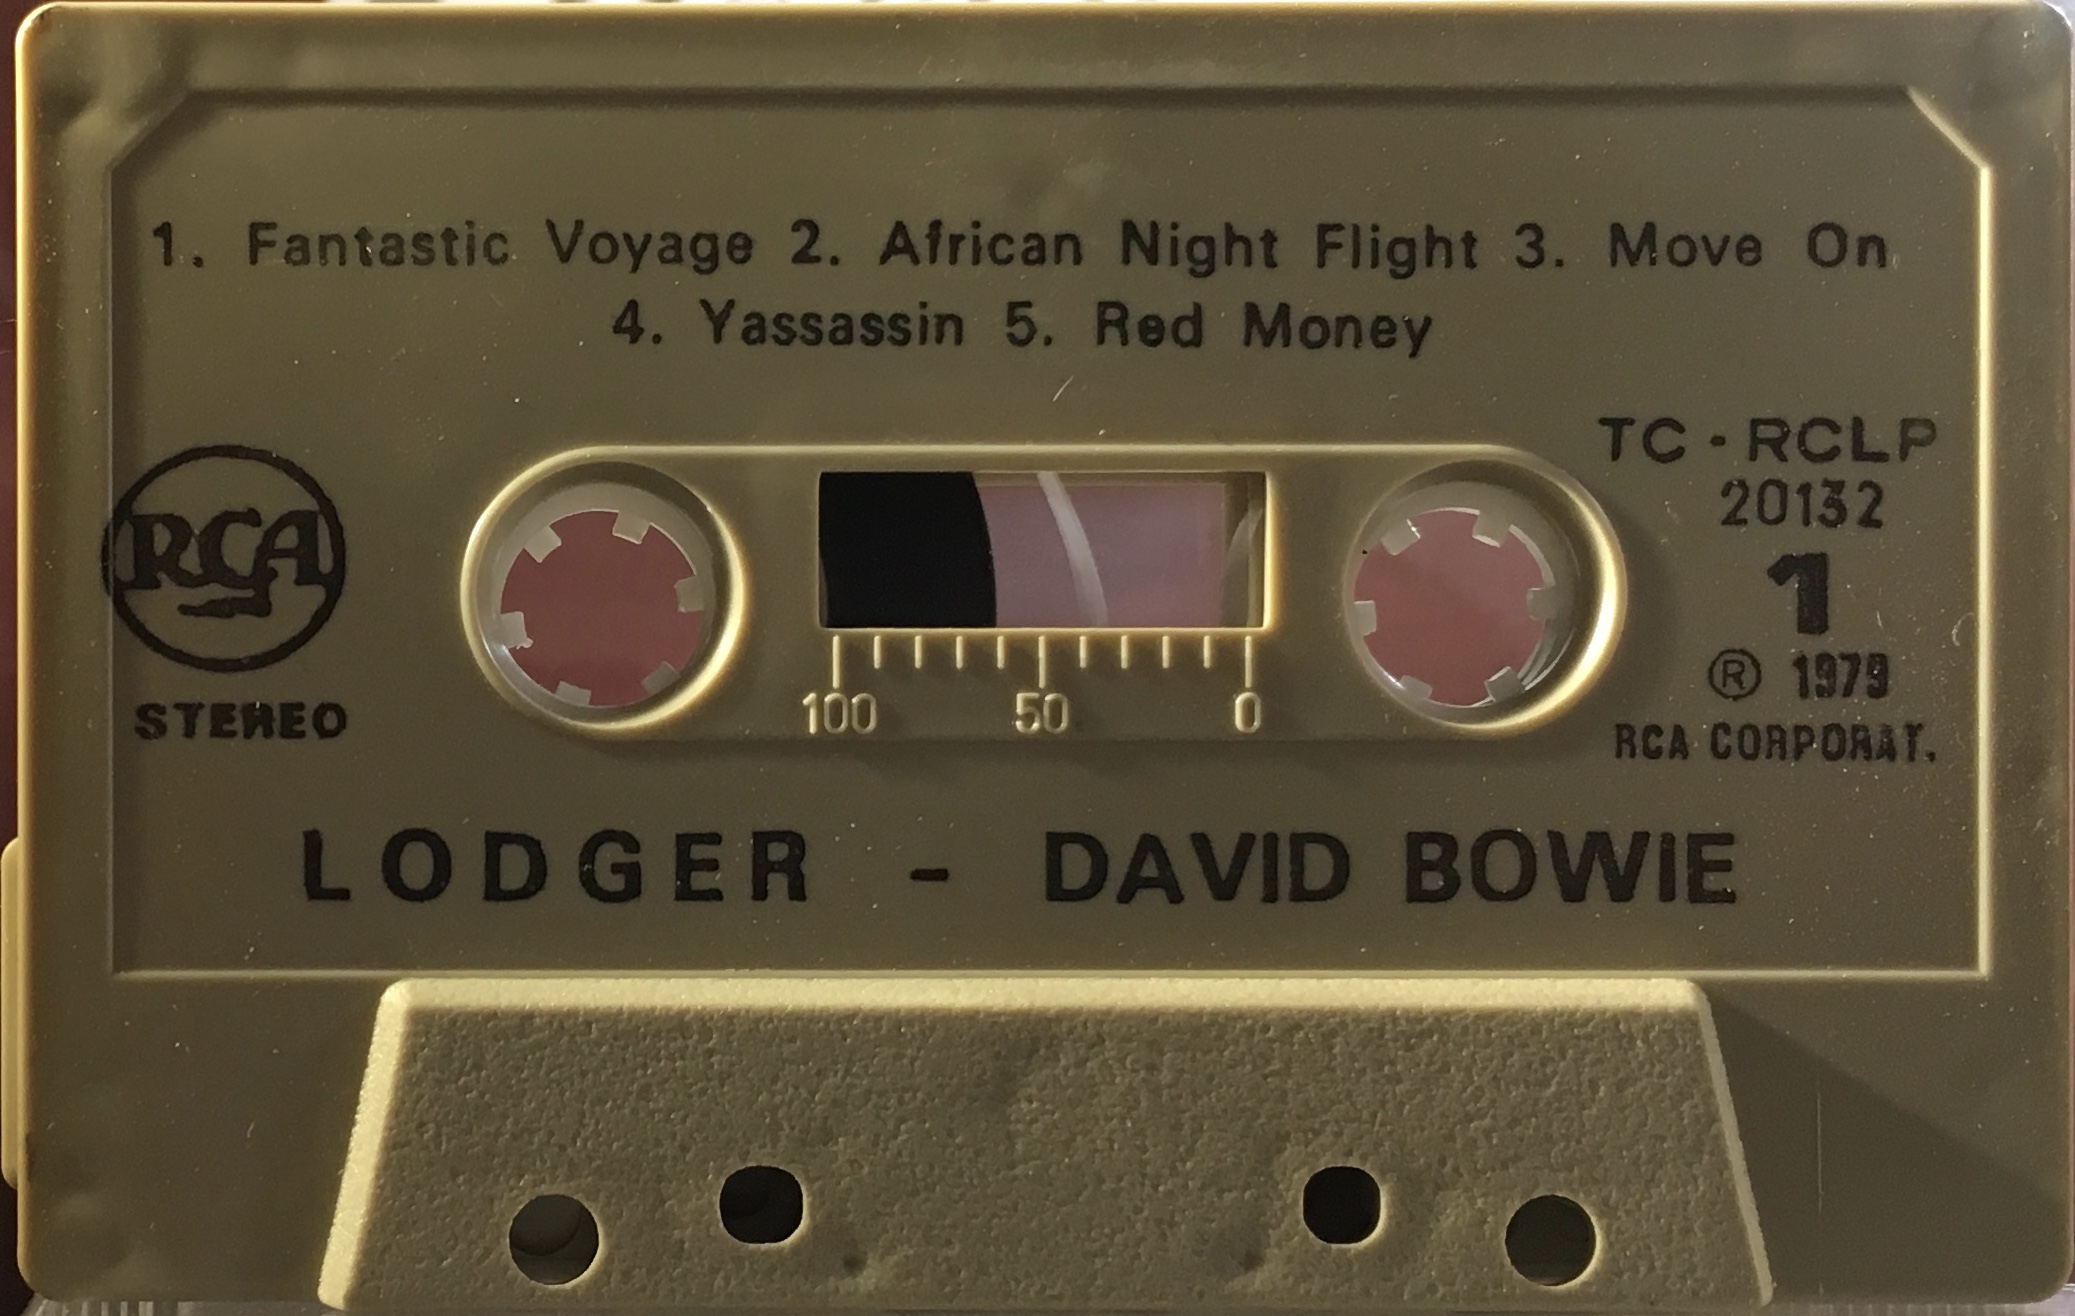 1. Fantastic Voyage 2. African Night Flight 3. Move On
4. Yassassin 5. Red Money
TC - RCLP
20132
1
RCA
® 1979
STEREO
RCA CORPORAT.
100 50 0
LODGER - DAVID BOWIE